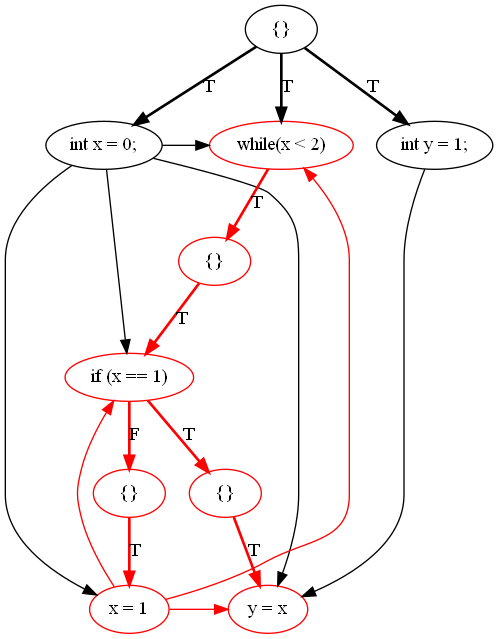 {}
T
T
T
int x = 0;
while(x < 2)
int y = 1;
T
{}
T
if (x == 1)
F
T
{}
{}
T
T
x = 1
y = x